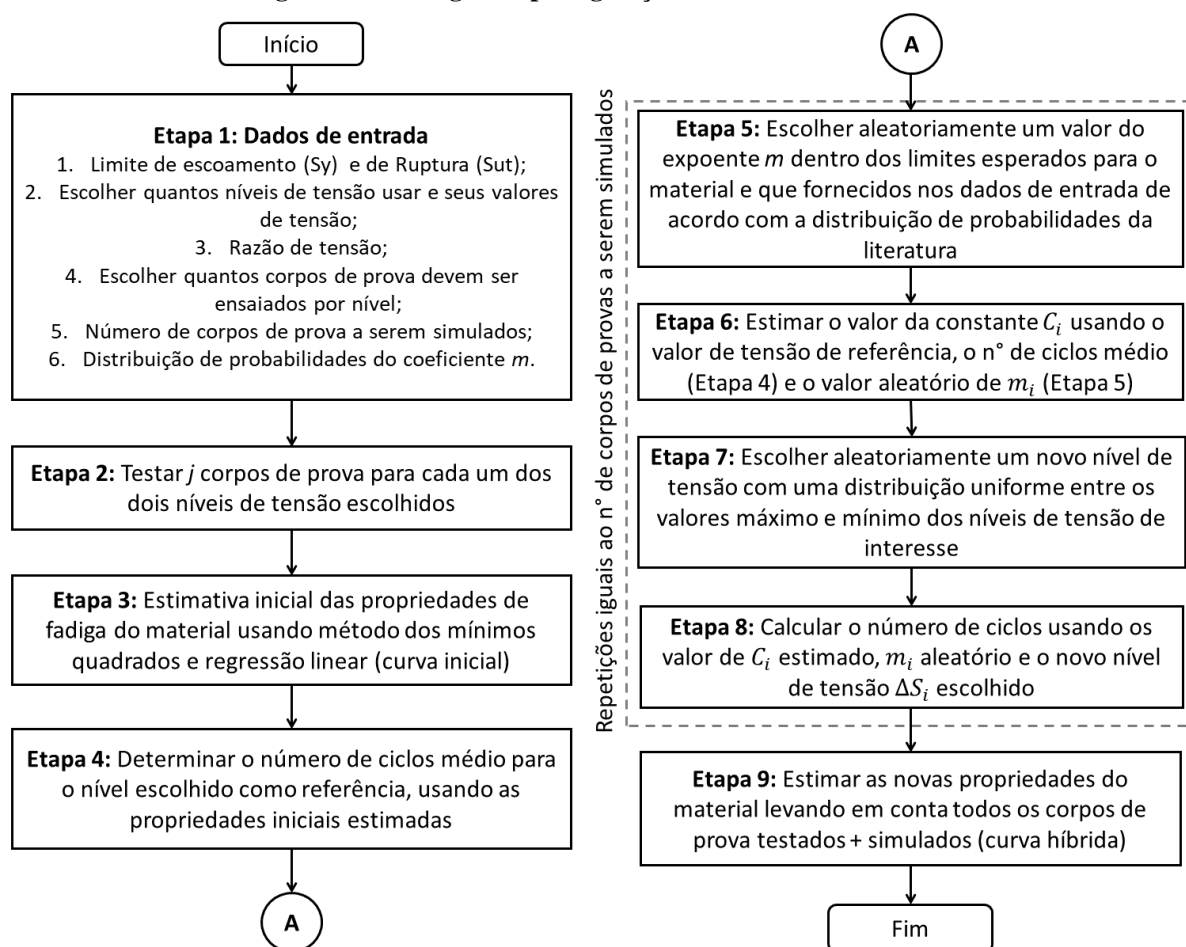 Início
Etapa 1: Dados de entrada
1. Limite de escoamento (Sy) e de Ruptura (Sut);
2. Escolher quantos níveis de tensão usar e seus valores
de tensão;
3. Razão de tensão;
4. Escolher quantos corpos de prova devem ser
ensaiados por nível;
5. Número de corpos de prova a serem simulados;
6. Distribuição de probabilidades do coeficiente m.
Etapa 2: Testar j corpos de prova para cada um dos
dois níveis de tensão escolhidos
Etapa 3: Estimativa inicial das propriedades de
fadiga do material usando método dos mínimos
quadrados e regressão linear (curva inicial)
Etapa 4: Determinar o número de ciclos médio para
o nível escolhido como referência, usando as
propriedades iniciais estimadas
A
A
Repetições iguais ao n° de corpos de provas a serem simulados
Etapa 5: Escolher aleatoriamente um valor do
expoente m dentro dos limites esperados para o
material e que fornecidos nos dados de entrada de
acordo com a distribuição de probabilidades da
literatura
Etapa 6: Estimar o valor da constante C_i usando o
valor de tensão de referência, o n° de ciclos médio
(Etapa 4) e o valor aleatório de m_i (Etapa 5)
Etapa 7: Escolher aleatoriamente um novo nível de
tensão com uma distribuição uniforme entre os
valores máximo e mínimo dos níveis de tensão de
interesse
Etapa 8: Calcular o número de ciclos usando os
valor de C_i estimado, m_i aleatório e o novo nível
de tensão ΔS_i escolhido
Etapa 9: Estimar as novas propriedades do
material levando em conta todos os corpos de
prova testados + simulados (curva híbrida)
Fim